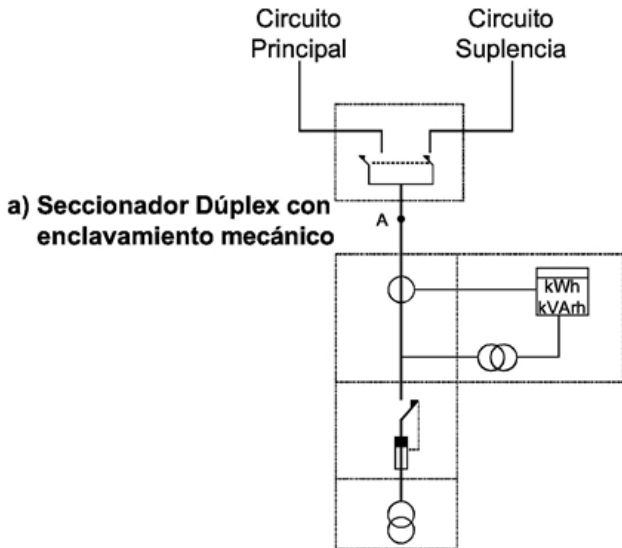 Circuito
Principal
Circuito
Suplencia
a) Seccionador Dúplex con
enclavamiento mecánico
A
kWh
kVArh